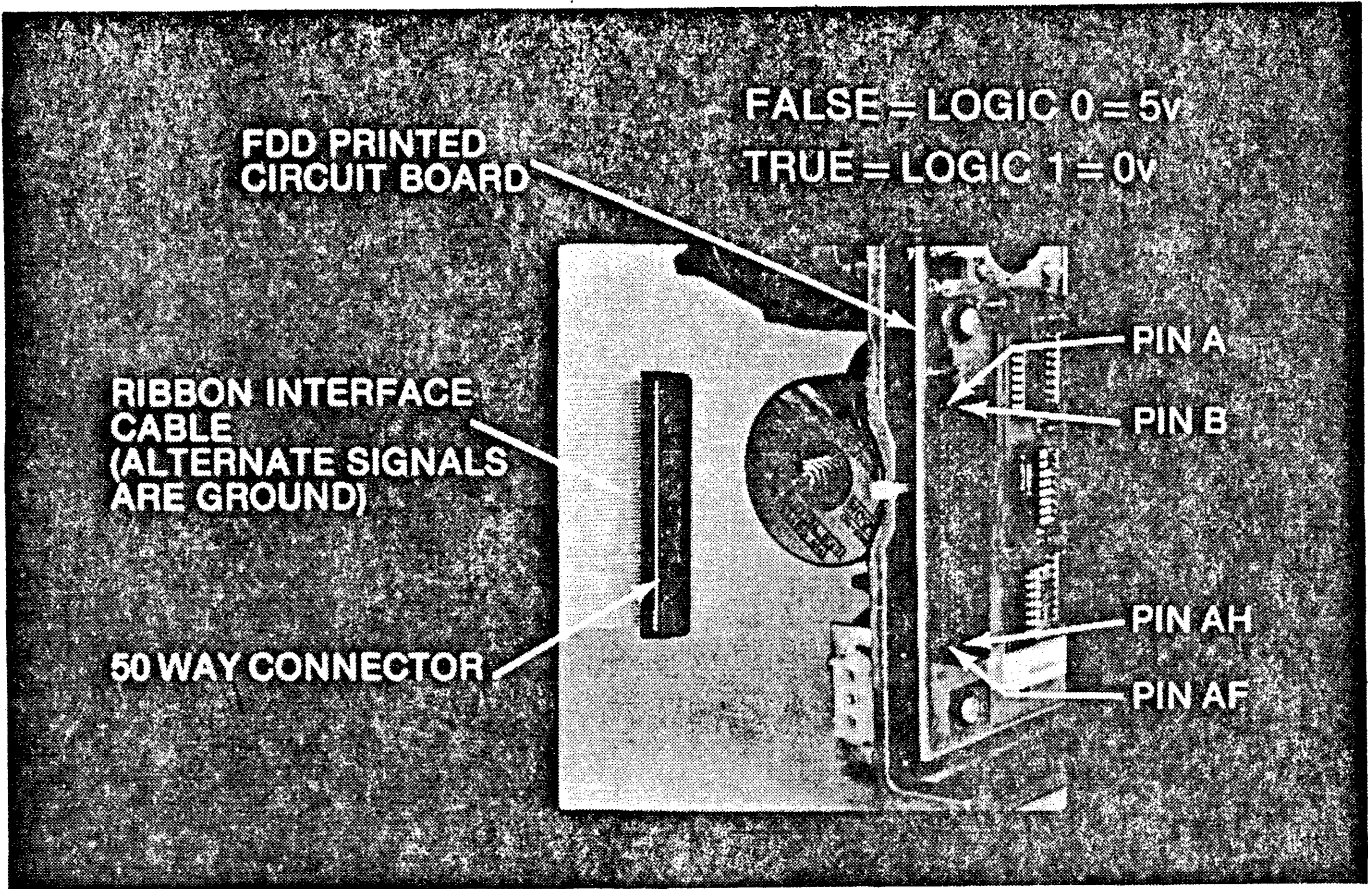 FALSE = LOGIC 0 = 5v
TRUE = LOGIC 1 = 0v
FDD PRINTED
CIRCUIT BOARD
PIN A
PIN B
RIBBON INTERFACE
CABLE
(ALTERNATE SIGNALS
ARE GROUND)
PIN AH
PIN AF
50 WAY CONNECTOR